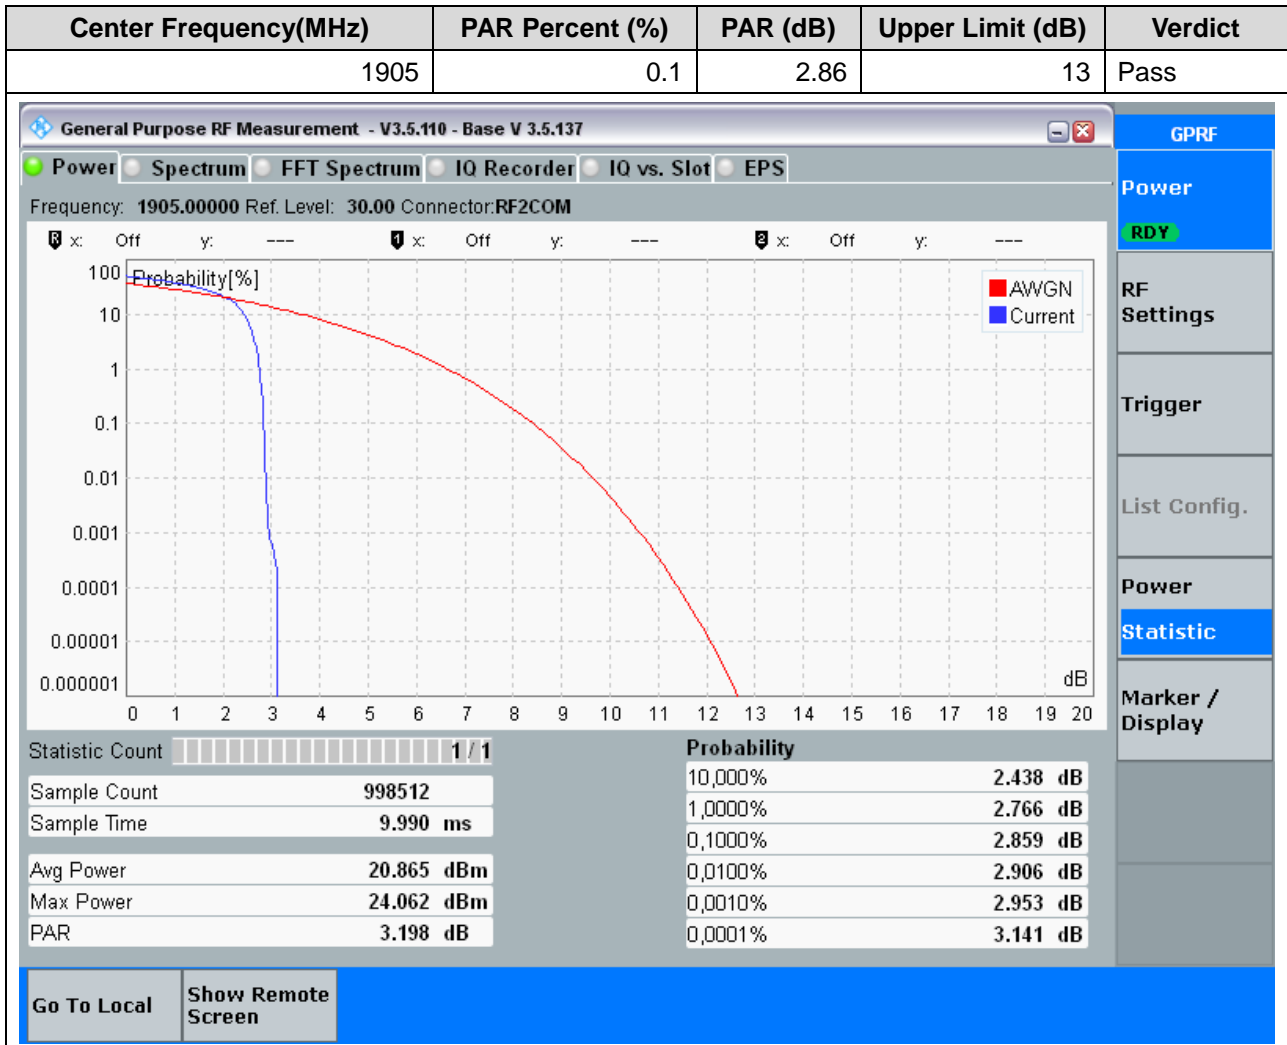 Center Frequency(MHz) PAR Percent (%) PAR (dB) Upper Limit (dB) Verdict
1905 0.1 2.86 13 Pass
General Purpose RF Measurement - V3.5.110 - Base V 3.5.137
GPRF
Power Spectrum FFT Spectrum IQ Recorder IQ vs. Slot EPS
Power
RDY
Frequency: 1905.00000 Ref. Level: 30.00 Connector:RF2COM
R x: Off y: --- 1 x: Off y: --- 2 x: Off y: ---
Probability[%]
AWGN
Current
100
10
1
0.1
0.01
0.001
0.0001
0.00001
0.000001
dB
0 1 2 3 4 5 6 7 8 9 10 11 12 13 14 15 16 17 18 19 20
RF
Settings
Trigger
List Config.
Power
Statistic
Marker /
Display
Statistic Count 1 / 1
Sample Count 998512
Sample Time 9.990 ms
Avg Power 20.865 dBm
Max Power 24.062 dBm
PAR 3.198 dB
Probability
10,000% 2.438 dB
1,0000% 2.766 dB
0,1000% 2.859 dB
0,0100% 2.906 dB
0,0010% 2.953 dB
0,0001% 3.141 dB
Go To Local
Show Remote
Screen